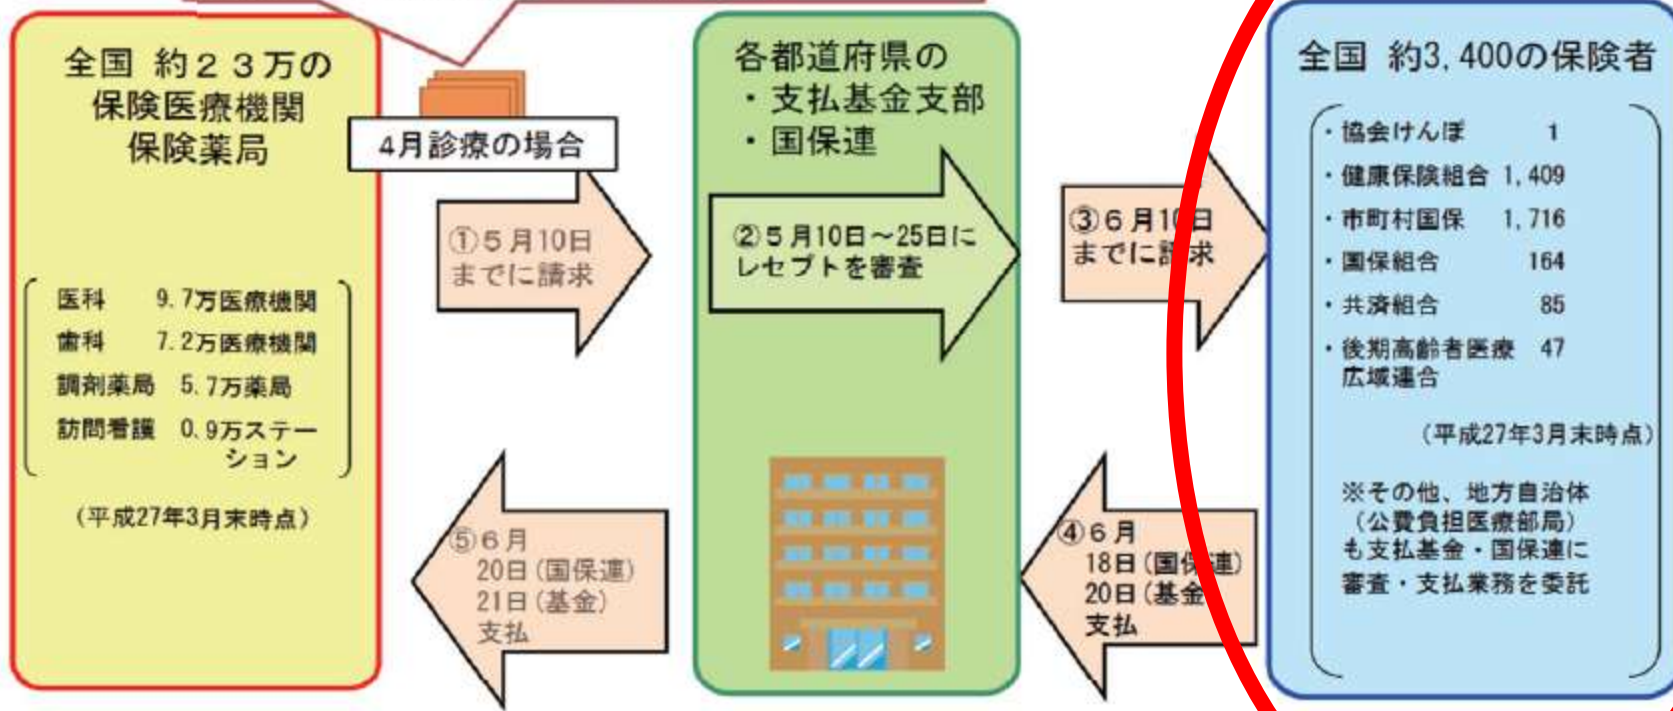 全国 約２３万の
保険医療機関
保険薬局
医科 9.7万医療機関
歯科 7.2万医療機関
調剤薬局 5.7万薬局
訪問看護 0.9万ステー
ション
(平成27年3月末時点)
4月診療の場合
①５月10日
までに請求
各都道府県の
・支払基金支部
・国保連
②５月10日～25日に
レセプトを審査
③６月10日
までに請求
全国 約3,400の保険者
・協会けんぽ 1
・健康保険組合 1,409
・市町村国保 1,716
・国保組合 164
・共済組合 85
・後期高齢者医療 47
広域連合
(平成27年3月末時点)
※その他、地方自治体
（公費負担医療部局）
も支払基金・国保連に
審査・支払業務を委託
④６月
18日(国保連)
20日(基金
支払
⑤６月
20日(国保連)
21日(基金)
支払